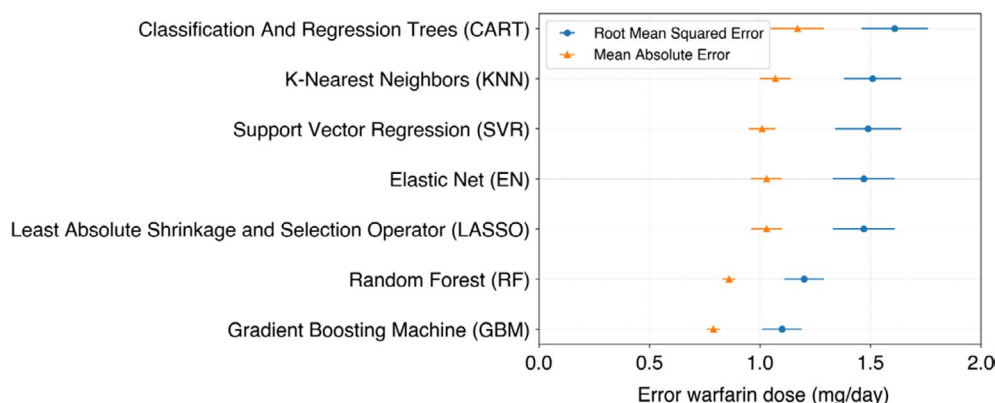 Classification And Regression Trees (CART)
Root Mean Squared Error
Mean Absolute Error
K-Nearest Neighbors (KNN)
Support Vector Regression (SVR)
Elastic Net (EN)
Least Absolute Shrinkage and Selection Operator (LASSO)
Random Forest (RF)
Gradient Boosting Machine (GBM)
0.0 0.5 1.0 1.5 2.0
Error warfarin dose (mg/day)